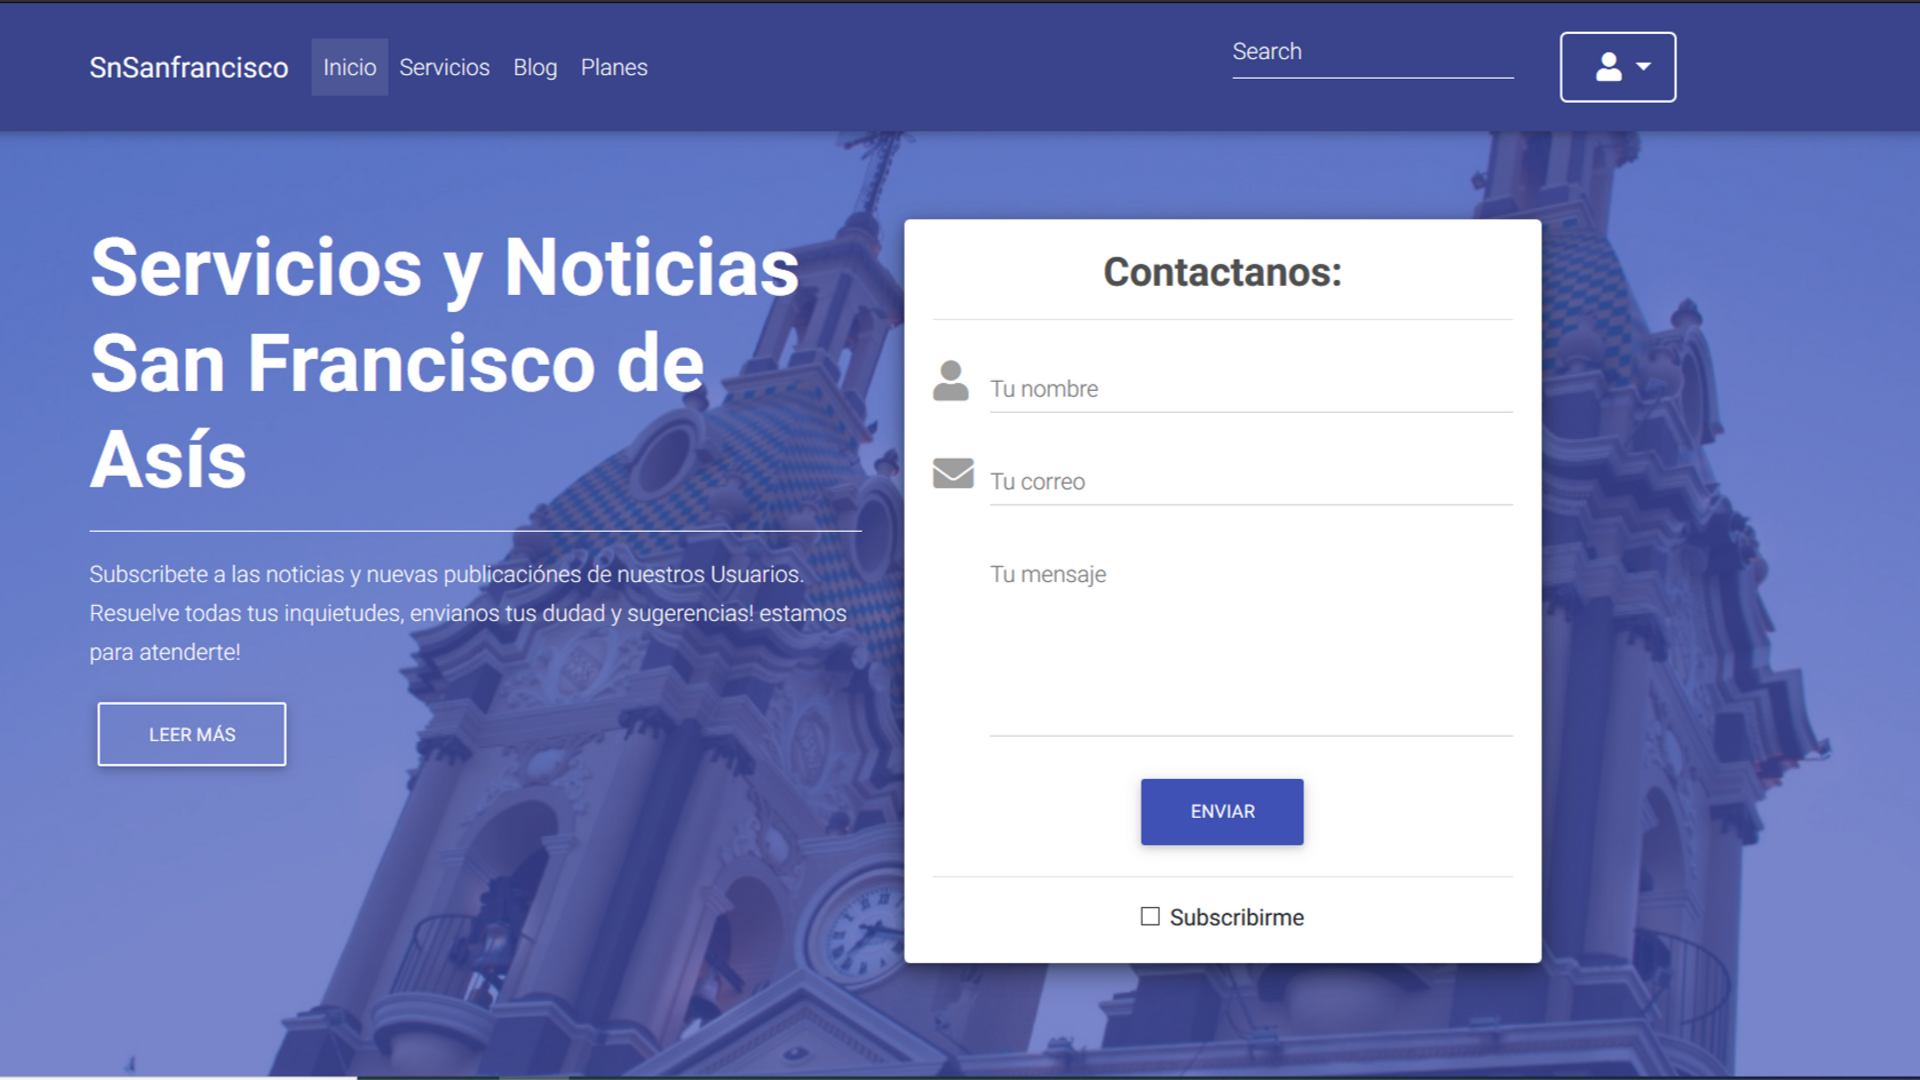 SnSanfrancisco Inicio Servicios Blog Planes Search
Servicios y Noticias
San Francisco de
Asís
Subscribete a las noticias y nuevas publicaciónes de nuestros Usuarios.
Resuelve todas tus inquietudes, envianos tus dudad y sugerencias! estamos
para atenderte!
LEER MÁS
Contactanos:
Tu nombre
Tu correo
Tu mensaje
ENVIAR
Subscribirme